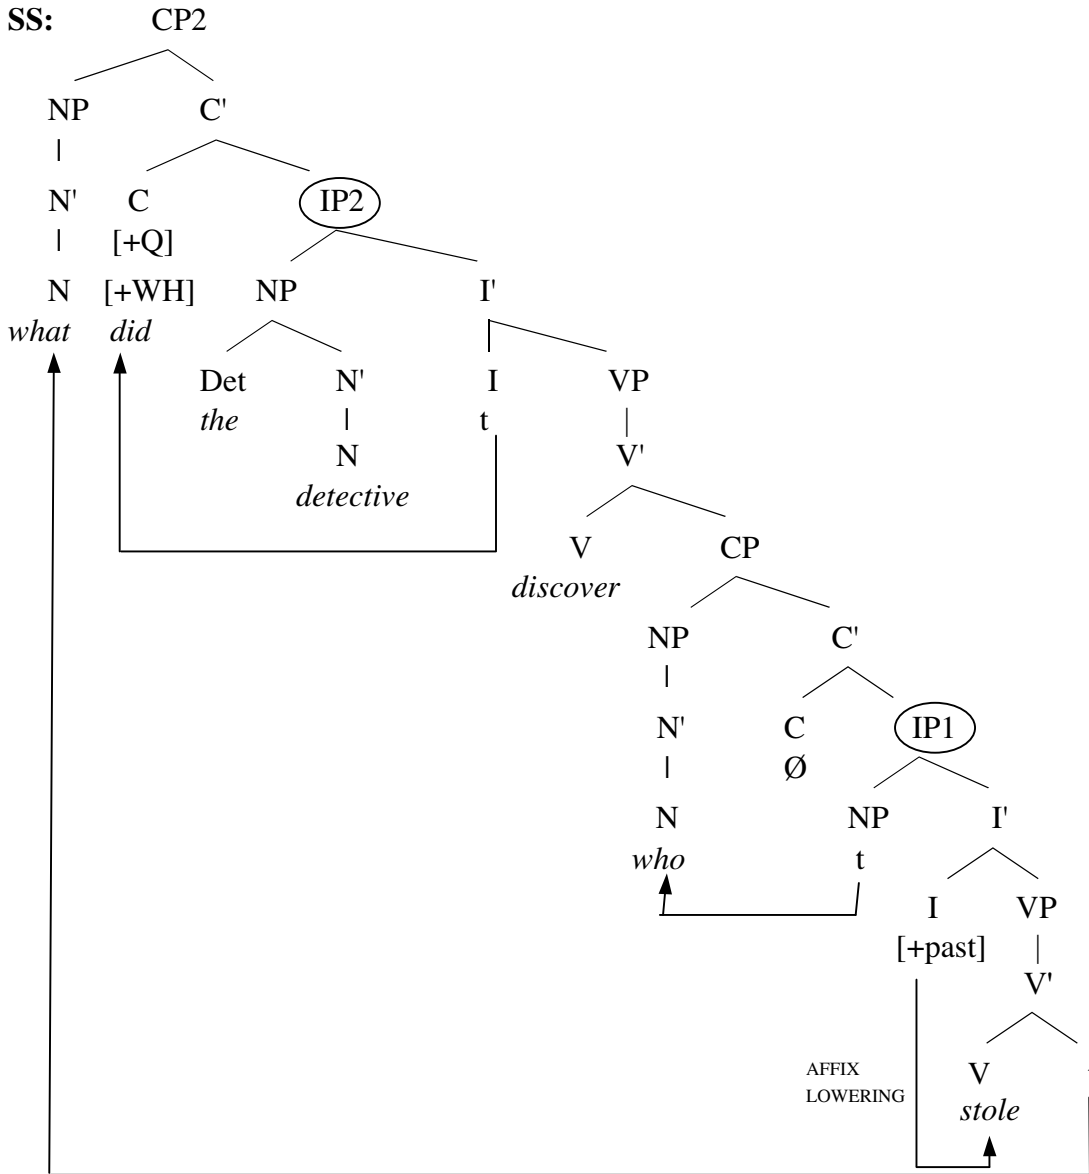 SS: CP2
NP C'
N' C IP2
[+Q]
N [+WH] NP I'
what did
Det N' I VP
the t
N V'
detective
V CP
discover
NP C'
N' C IP1
Ø
N NP I'
who t
I VP
[+past]
V'
AFFIX V
LOWERING stole